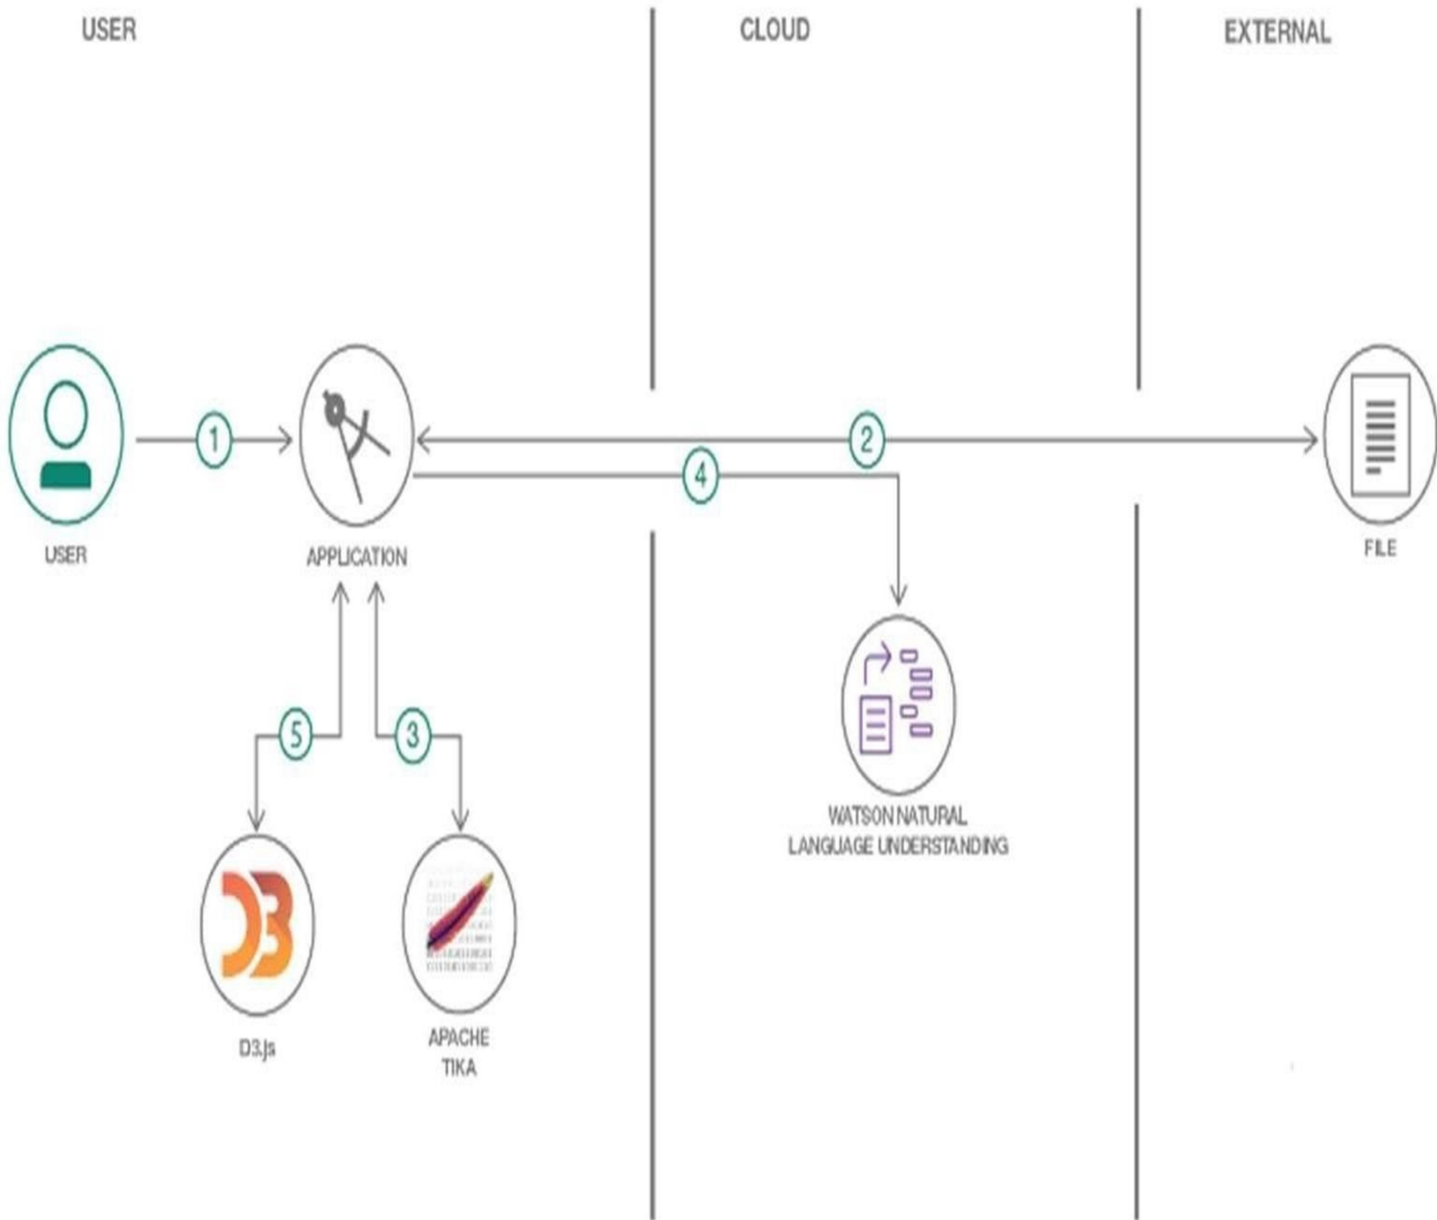 USER
CLOUD
EXTERNAL
1
2
4
USER
APPLICATION
FILE
5
3
WATSON NATURAL
LANGUAGE UNDERSTANDING
D3
D3.js
APACHE
TIKA